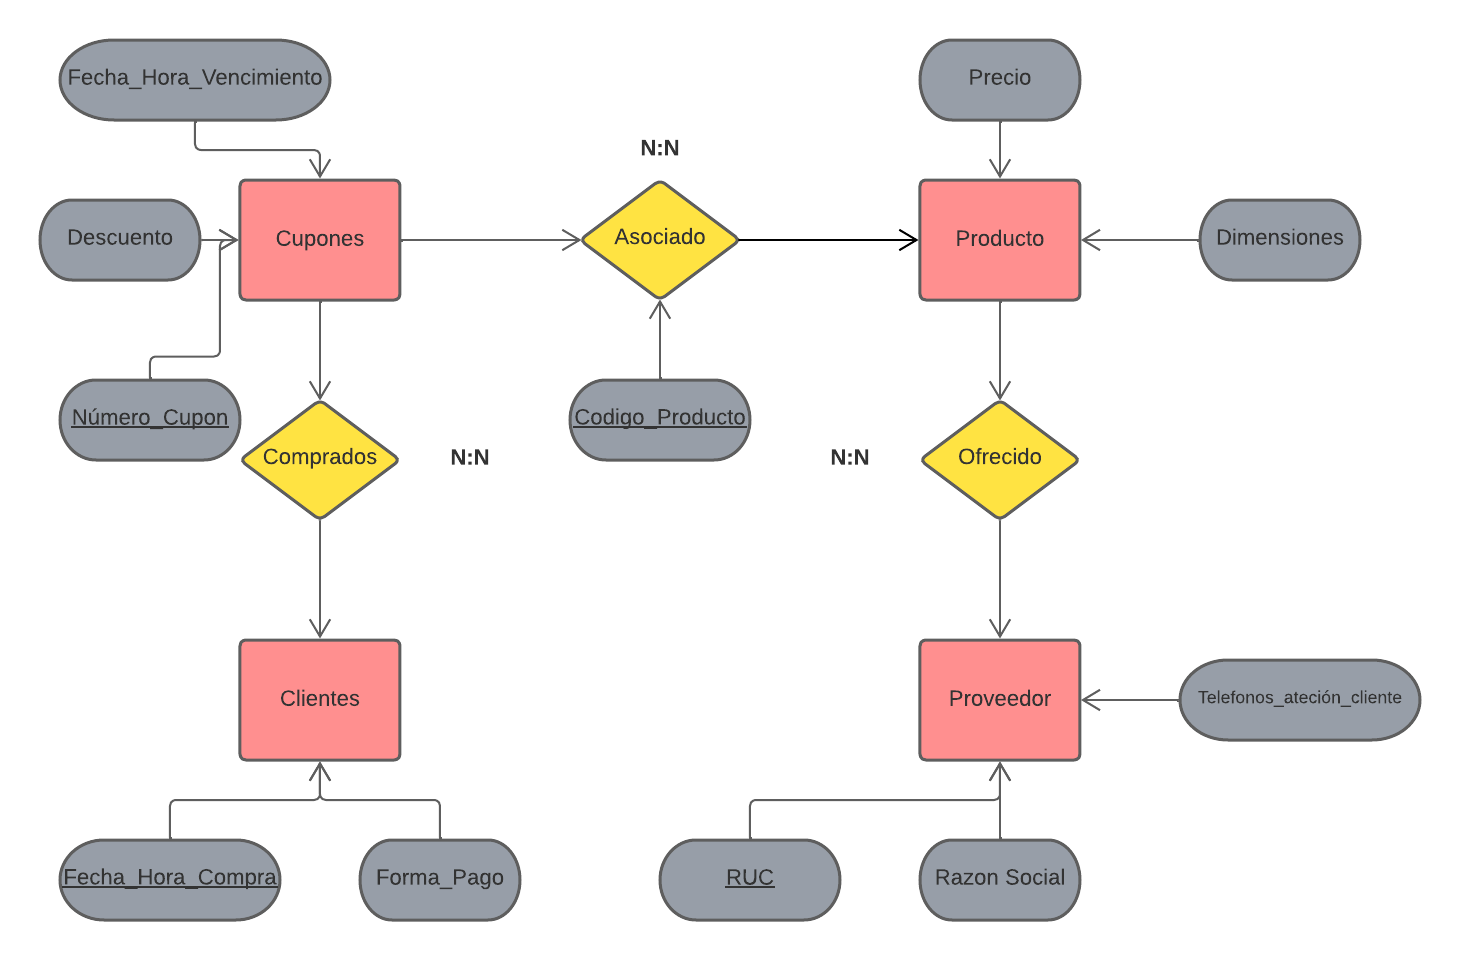 Fecha_Hora_Vencimiento
Precio
N:N
Descuento
Cupones
Asociado
Producto
Dimensiones
Número_Cupon
Codigo_Producto
Comprados
N:N
N:N
Ofrecido
Clientes
Proveedor
Telefonos_ateción_cliente
Fecha_Hora_Compra
Forma_Pago
RUC
Razon Social